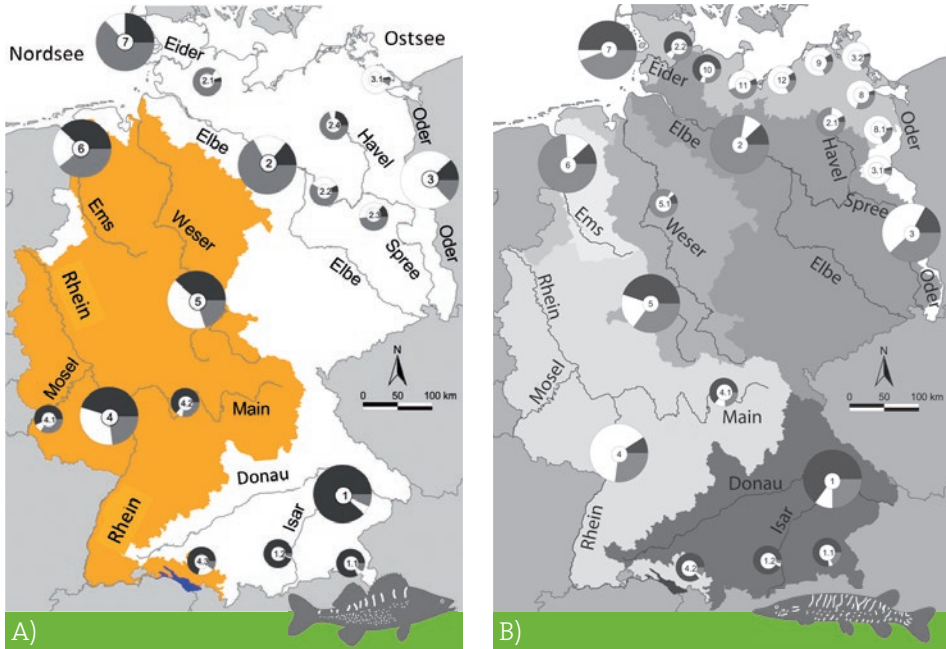 Nordsee
Ostsee
7
Eider
2.1
3.1
2.4
Havel
Oder
Elbe
6
2
3
2.2
2.3
Ems
Weser
Spree
Oder
Elbe
Rhein
5
N
0 50 100 km
Mosel
4.1
4
4.2
Main
Donau
1
Isar
Rhein
4.3
1.2
1.1
A)
7
2.2
10
Eider
11
12
9
3.2
8
2.1
8.1
Oder
Elbe
2
Havel
3.1
6
5.1
Spree
3
Ems
Weser
Elbe
Oder
Rhein
5
N
0 50 100 km
Mosel
4.1
Main
4
Donau
1
Isar
Rhein
4.2
1.2
1.1
B)